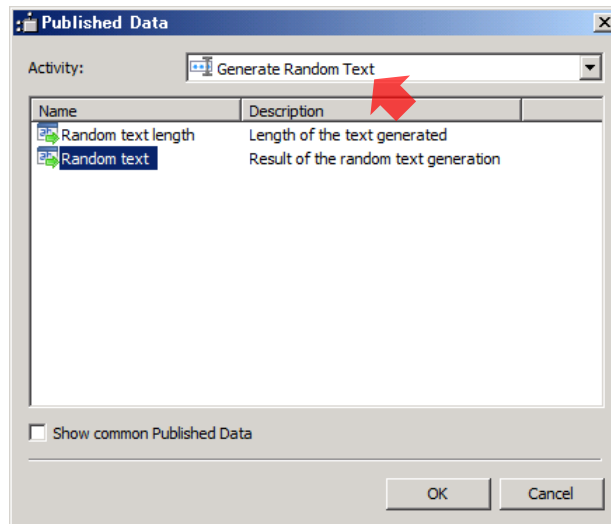 Published Data
Activity: Generate Random Text
Name Description
Random text length Length of the text generated
Random text Result of the random text generation
Show common Published Data
OK Cancel